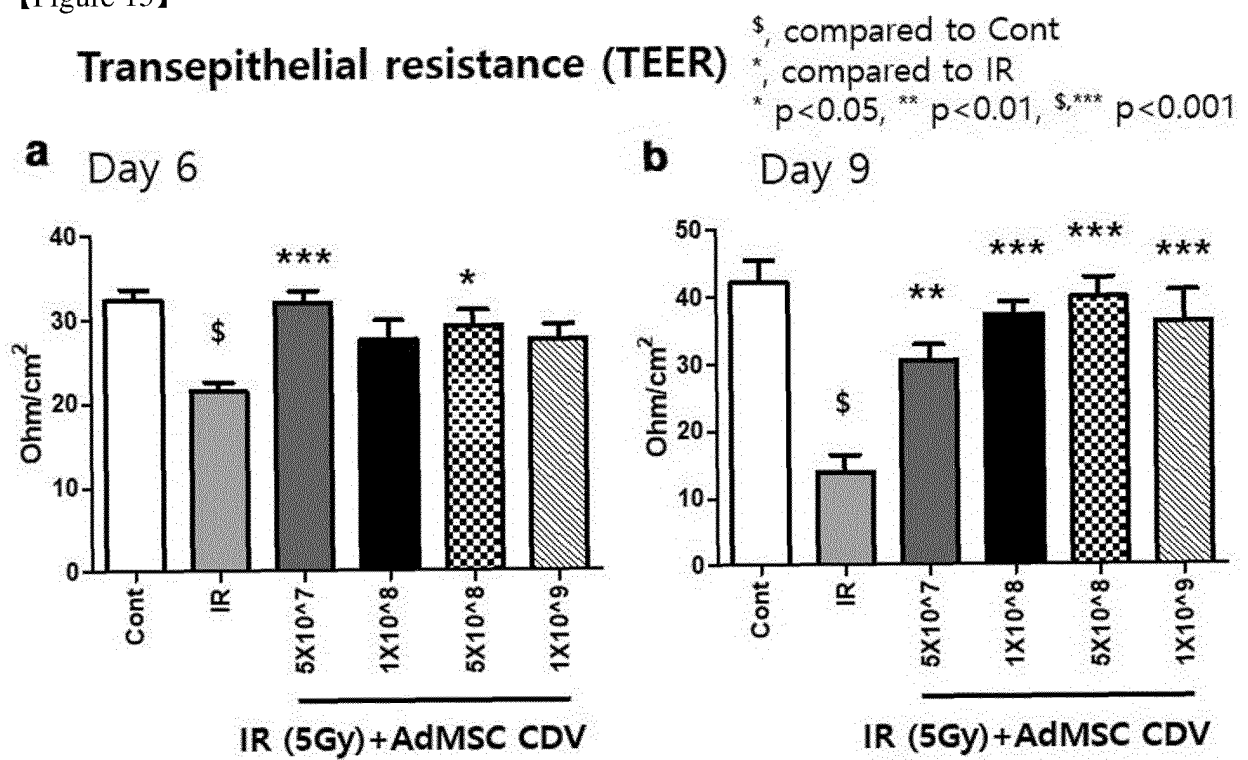 【Figure 15】
Transepithelial resistance (TEER)
$, compared to Cont
*, compared to IR
* p<0.05, ** p<0.01, $,*** p<0.001
a Day 6
40
30
20
10
0
Ohm/cm2
$
***
*
Cont
IR
5X10^7
1X10^8
5X10^8
1X10^9
IR (5Gy)+AdMSC CDV
b Day 9
50
40
30
20
10
0
Ohm/cm2
$
**
***
***
***
Cont
IR
5X10^7
1X10^8
5X10^8
1X10^9
IR (5Gy)+AdMSC CDV